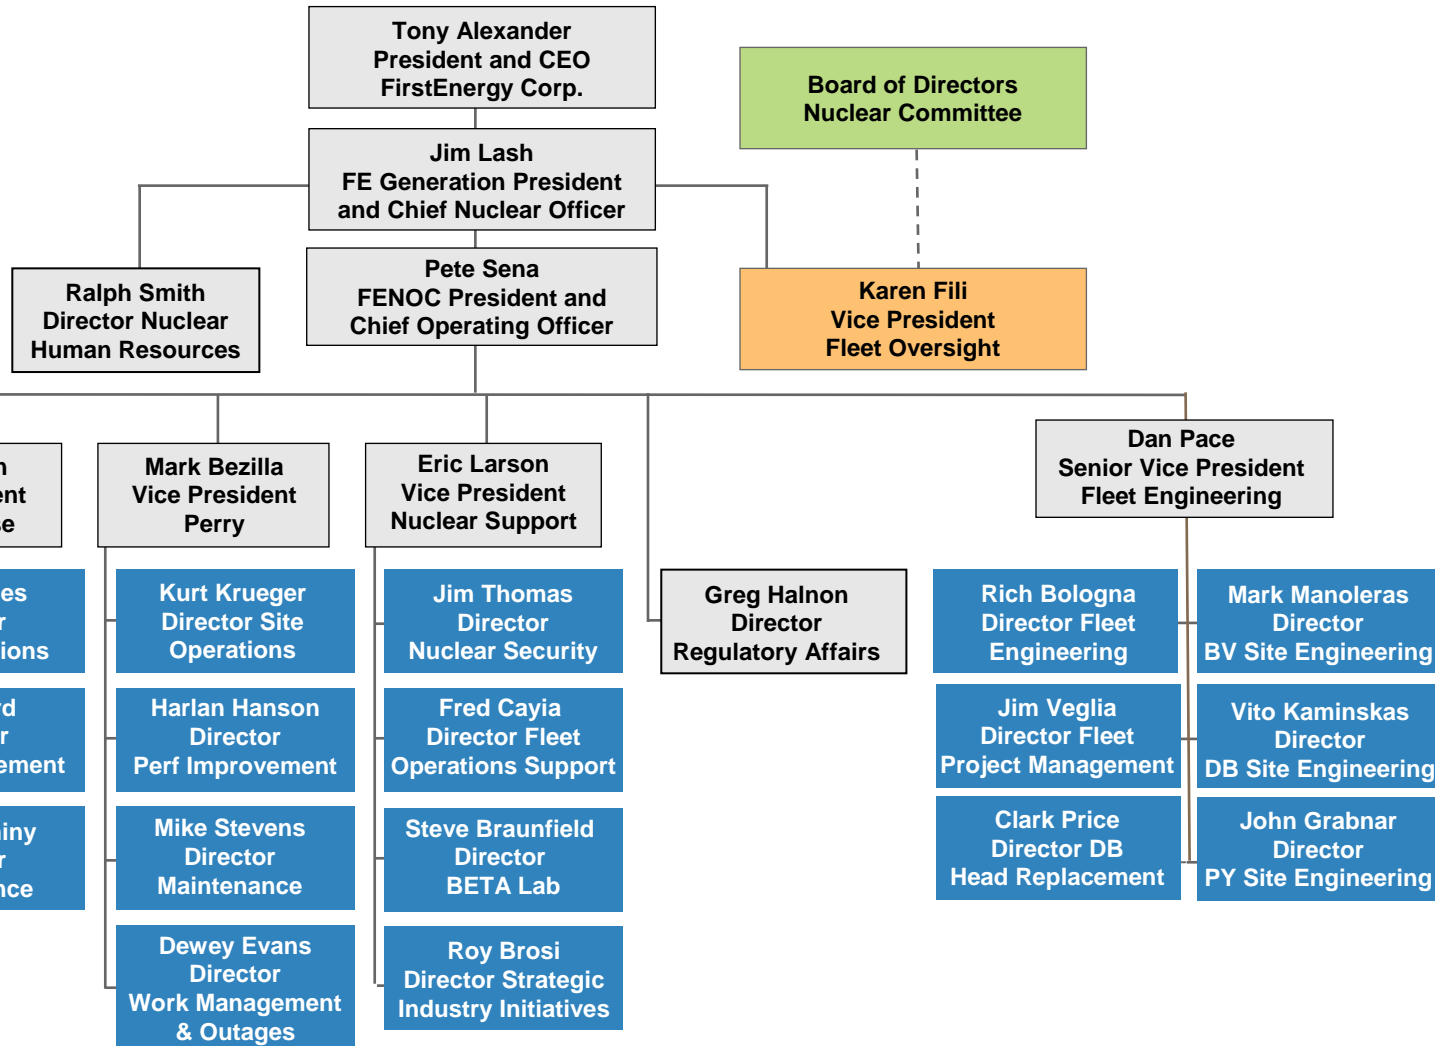 Tony Alexander
President and CEO
FirstEnergy Corp.
Board of Directors
Nuclear Committee
Jim Lash
FE Generation President
and Chief Nuclear Officer
Ralph Smith
Director Nuclear
Human Resources
Pete Sena
FENOC President and
Chief Operating Officer
Karen Fili
Vice President
Fleet Oversight
Mark Bezilla
Vice President
Perry
Eric Larson
Vice President
Nuclear Support
Dan Pace
Senior Vice President
Fleet Engineering
Kurt Krueger
Director Site
Operations
Harlan Hanson
Director
Perf Improvement
Mike Stevens
Director
Maintenance
Dewey Evans
Director
Work Management
& Outages
Jim Thomas
Director
Nuclear Security
Fred Cayia
Director Fleet
Operations Support
Steve Braunfield
Director
BETA Lab
Roy Brosi
Director Strategic
Industry Initiatives
Greg Halnon
Director
Regulatory Affairs
Rich Bologna
Director Fleet
Engineering
Jim Veglia
Director Fleet
Project Management
Clark Price
Director DB
Head Replacement
Mark Manoleras
Director
BV Site Engineering
Vito Kaminskas
Director
DB Site Engineering
John Grabnar
Director
PY Site Engineering